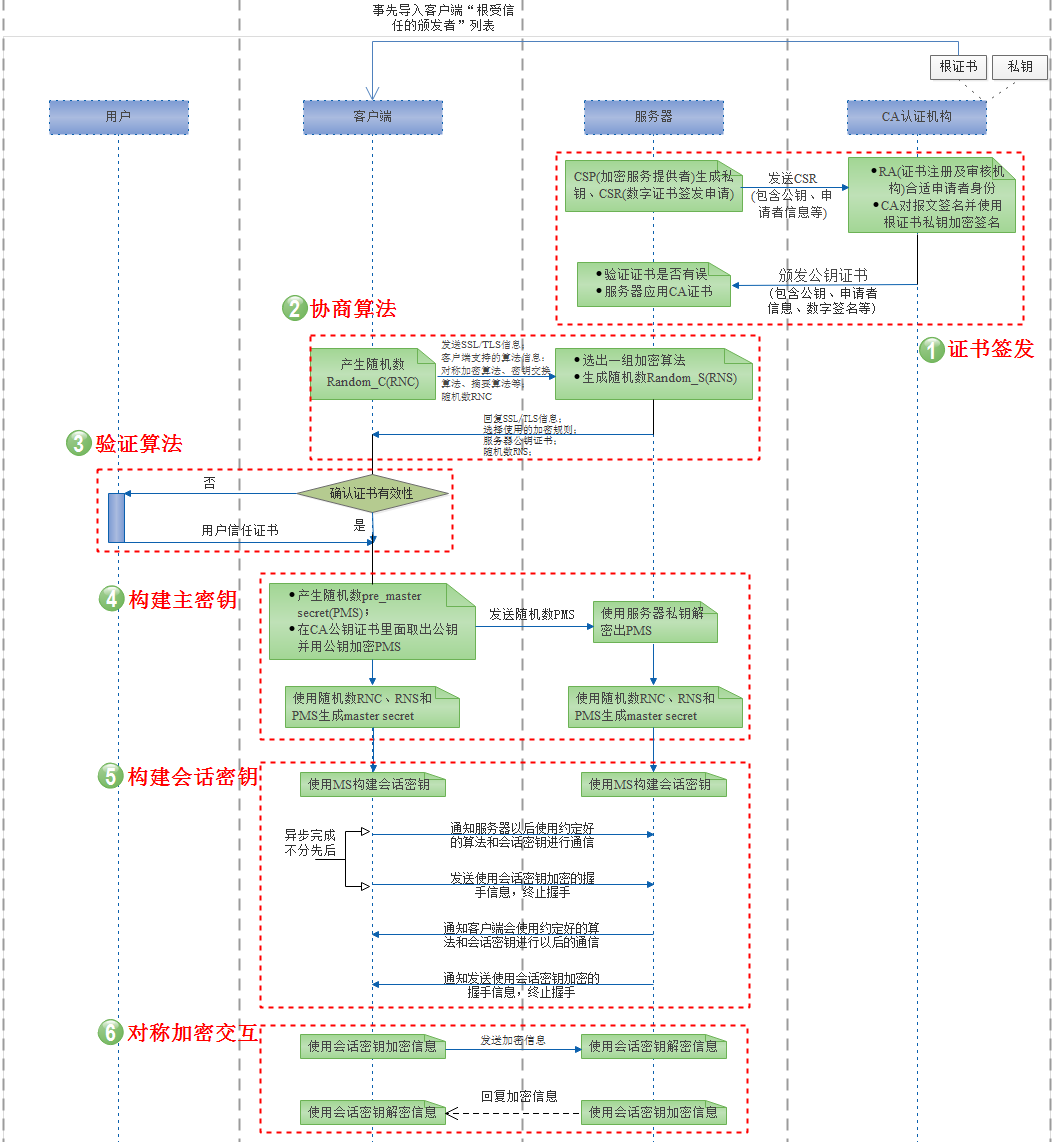 事先导入客户端“根受信
任的颁发者”列表
根证书
私钥
用户
客户端
服务器
CA认证机构
CSP(加密服务提供者)生成私
钥、CSR(数字证书签发申请)
发送CSR
(包含公钥、申
请者信息等)
●RA(证书注册及审核机
构)合适申请者身份
●CA对报文签名并使用
根证书私钥加密签名
●验证证书是否有误
●服务器应用CA证书
颁发公钥证书
(包含公钥、申请者
信息、数字签名等)
1 证书签发
2 协商算法
产生随机数
Random_C(RNC)
发送SSL/TLS信息;
客户端支持的算法信息:
对称加密算法、密钥交换
算法、摘要算法等;
随机数RNC
●选出一组加密算法
●生成随机数Random_S(RNS)
回复SSL/TLS信息;
选择使用的加密规则;
服务器公钥证书;
随机数RNS;
3 验证算法
否
确认证书有效性
是
用户信任证书
4 构建主密钥
●产生随机数pre_master
secret(PMS);
●在CA公钥证书里面取出公钥
并用公钥加密PMS
发送随机数PMS
使用服务器私钥解
密出PMS
使用随机数RNC、RNS和
PMS生成master secret
使用随机数RNC、RNS和
PMS生成master secret
5 构建会话密钥
使用MS构建会话密钥
使用MS构建会话密钥
异步完成
不分先后
通知服务器以后使用约定好
的算法和会话密钥进行通信
发送使用会话密钥加密的握
手信息，终止握手
通知客户端会使用约定好的算
法和会话密钥进行以后的通信
通知发送使用会话密钥加密的
握手信息，终止握手
6 对称加密交互
使用会话密钥加密信息
发送加密信息
使用会话密钥解密信息
回复加密信息
使用会话密钥解密信息
使用会话密钥加密信息